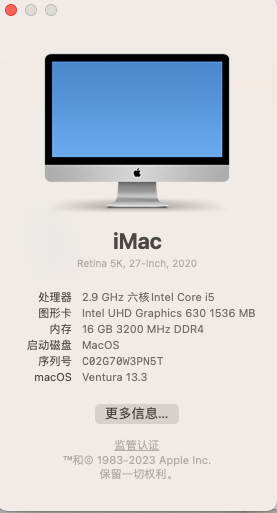 iMac
Retina 5K, 27-inch, 2020
处理器 2.9 GHz 六核Intel Core i5
图形卡 Intel UHD Graphics 630 1536 MB
内存 16 GB 3200 MHz DDR4
启动磁盘 MacOS
序列号 C02G70W3PN5T
macOS Ventura 13.3
更多信息...
监管认证
™和© 1983-2023 Apple Inc.
保留一切权利。